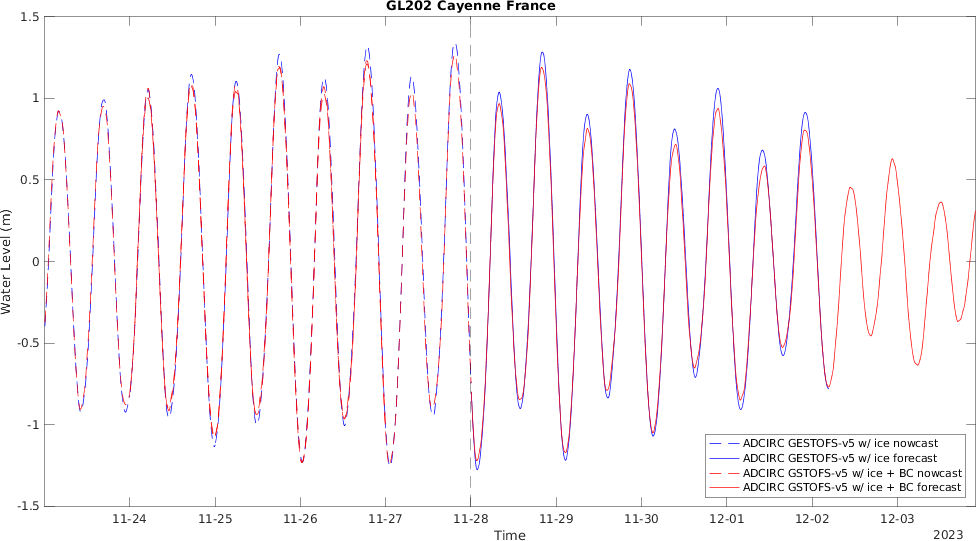 GL202 Cayenne France
1.5
1
0.5
0
-0.5
-1
-1.5
Water Level (m)
11-24 11-25 11-26 11-27 11-28 11-29 11-30 12-01 12-02 12-03
Time
2023
ADCIRC GESTOFS-v5 w/ ice nowcast
ADCIRC GESTOFS-v5 w/ ice forecast
ADCIRC GSTOFS-v5 w/ ice + BC nowcast
ADCIRC GSTOFS-v5 w/ ice + BC forecast